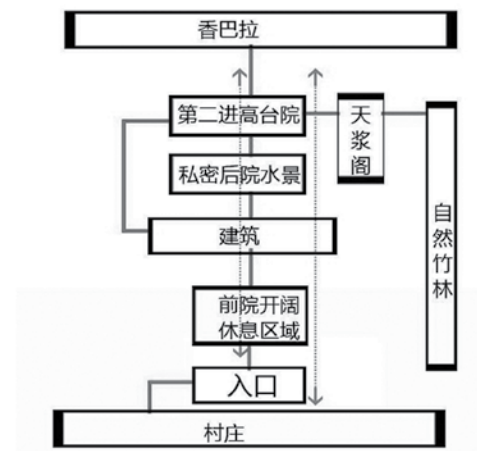 香巴拉
第二进高台院
天
浆
阁
私密后院水景
自
然
竹
林
建筑
前院开阔
休息区域
入口
村庄